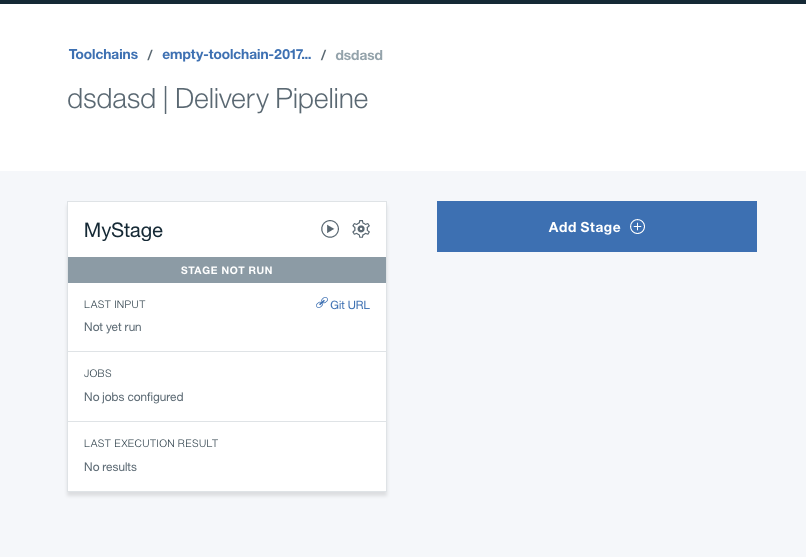 Toolchains / empty-toolchain-2017... / dsdasd
dsdasd | Delivery Pipeline
MyStage
Add Stage
STAGE NOT RUN
LAST INPUT Git URL
Not yet run
JOBS
No jobs configured
LAST EXECUTION RESULT
No results